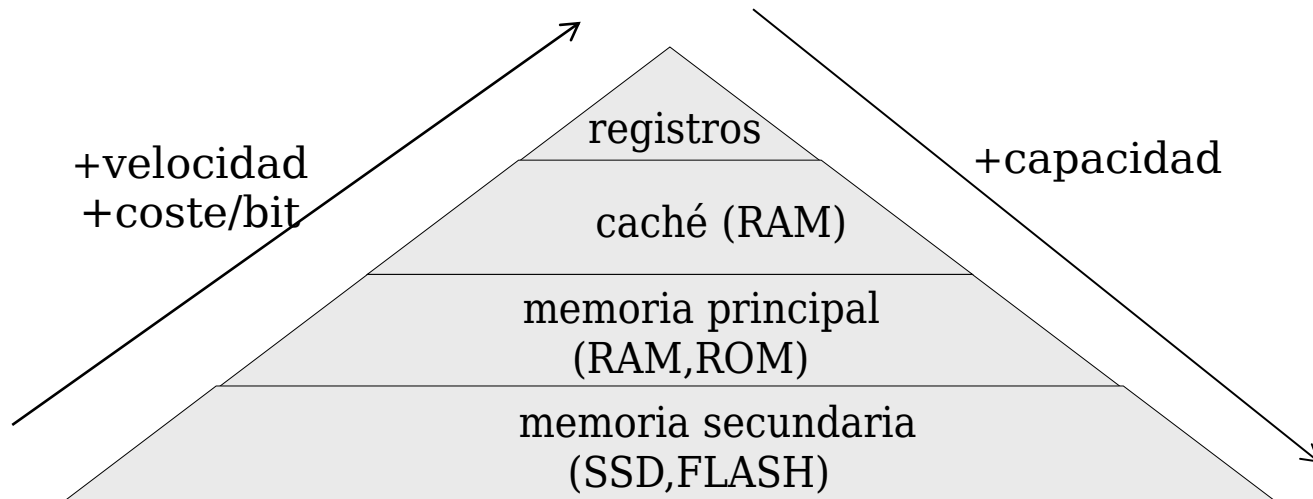 registros
+velocidad
+coste/bit
+capacidad
caché (RAM)
memoria principal
(RAM,ROM)
memoria secundaria
(SSD,FLASH)